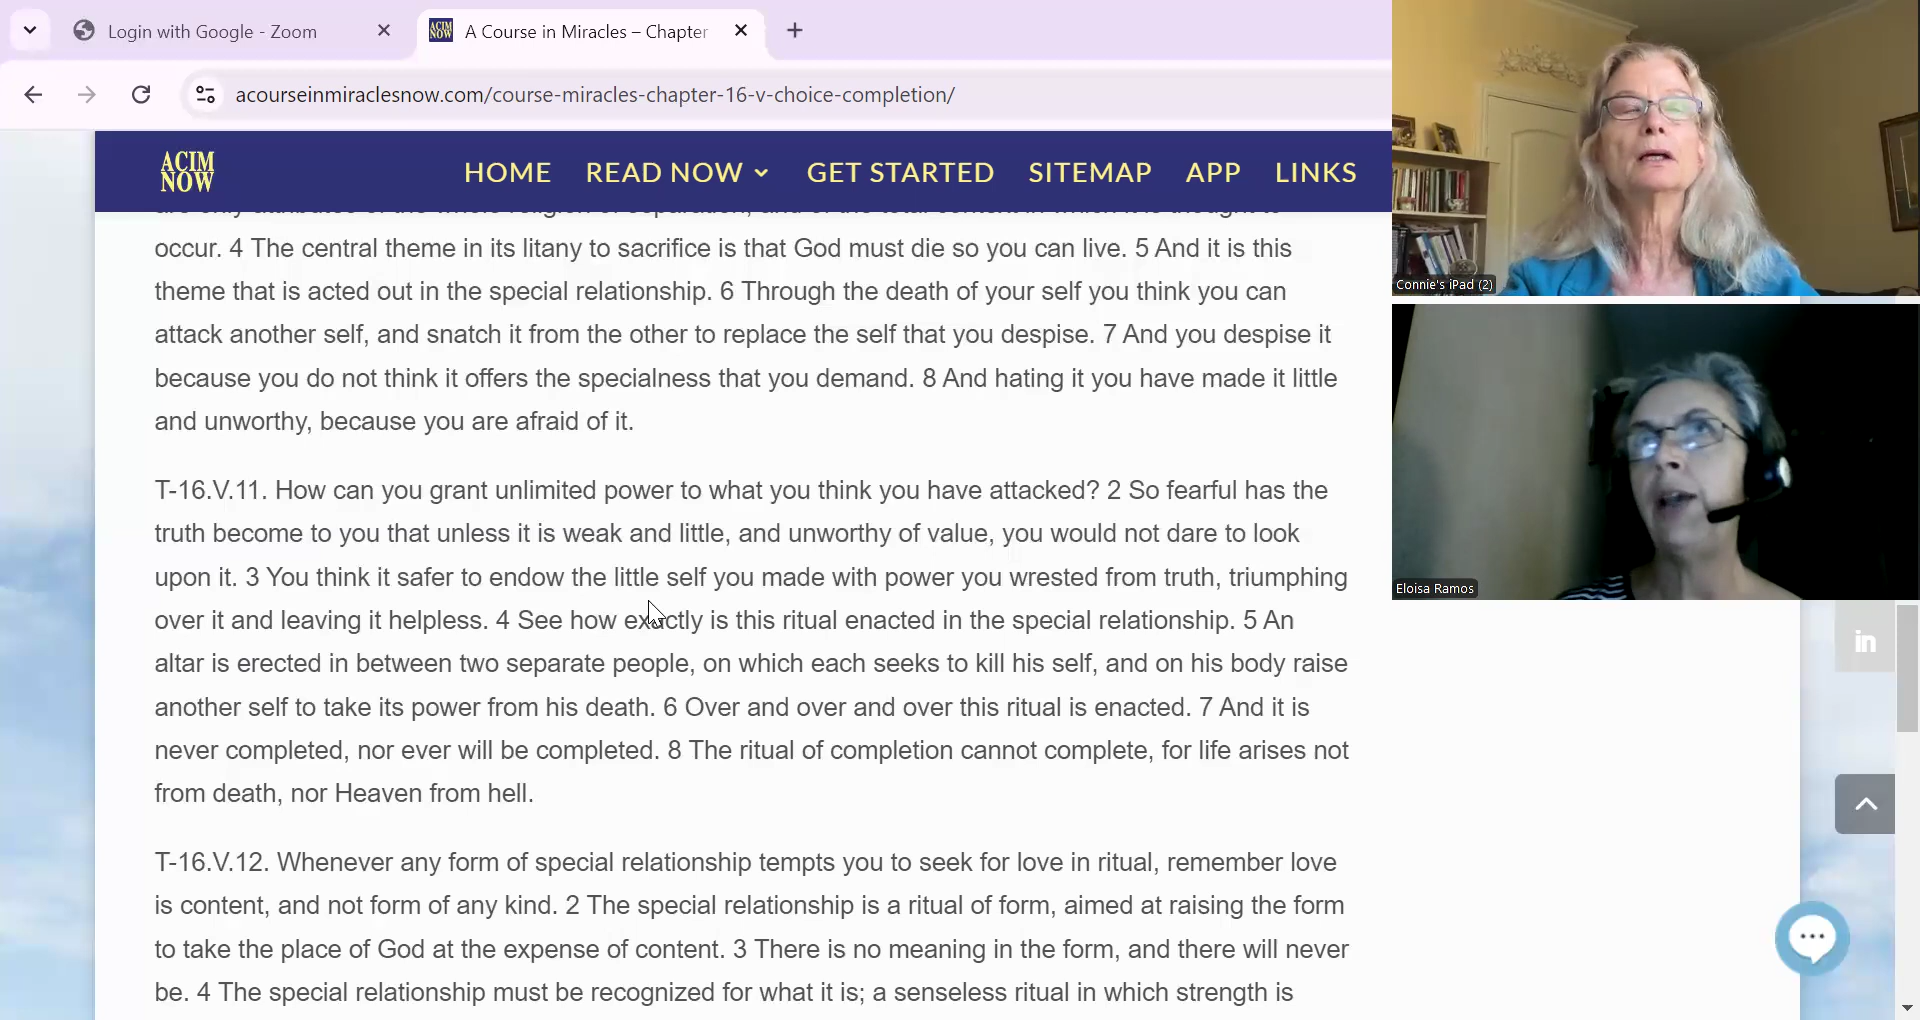 Login with Google - Zoom
A Course in Miracles – Chapter
acourseinmiraclesnow.com/course-miracles-chapter-16-v-choice-completion/
ACIM
NOW
HOME
READ NOW
GET STARTED
SITEMAP
APP
LINKS
occur. 4 The central theme in its litany to sacrifice is that God must die so you can live. 5 And it is this
theme that is acted out in the special relationship. 6 Through the death of your self you think you can
attack another self, and snatch it from the other to replace the self that you despise. 7 And you despise it
because you do not think it offers the specialness that you demand. 8 And hating it you have made it little
and unworthy, because you are afraid of it.
T-16.V.11. How can you grant unlimited power to what you think you have attacked? 2 So fearful has the
truth become to you that unless it is weak and little, and unworthy of value, you would not dare to look
upon it. 3 You think it safer to endow the little self you made with power you wrested from truth, triumphing
over it and leaving it helpless. 4 See how exactly is this ritual enacted in the special relationship. 5 An
altar is erected in between two separate people, on which each seeks to kill his self, and on his body raise
another self to take its power from his death. 6 Over and over and over this ritual is enacted. 7 And it is
never completed, nor ever will be completed. 8 The ritual of completion cannot complete, for life arises not
from death, nor Heaven from hell.
T-16.V.12. Whenever any form of special relationship tempts you to seek for love in ritual, remember love
is content, and not form of any kind. 2 The special relationship is a ritual of form, aimed at raising the form
to take the place of God at the expense of content. 3 There is no meaning in the form, and there will never
be. 4 The special relationship must be recognized for what it is; a senseless ritual in which strength is
Connie's iPad (2)
Eloisa Ramos
in